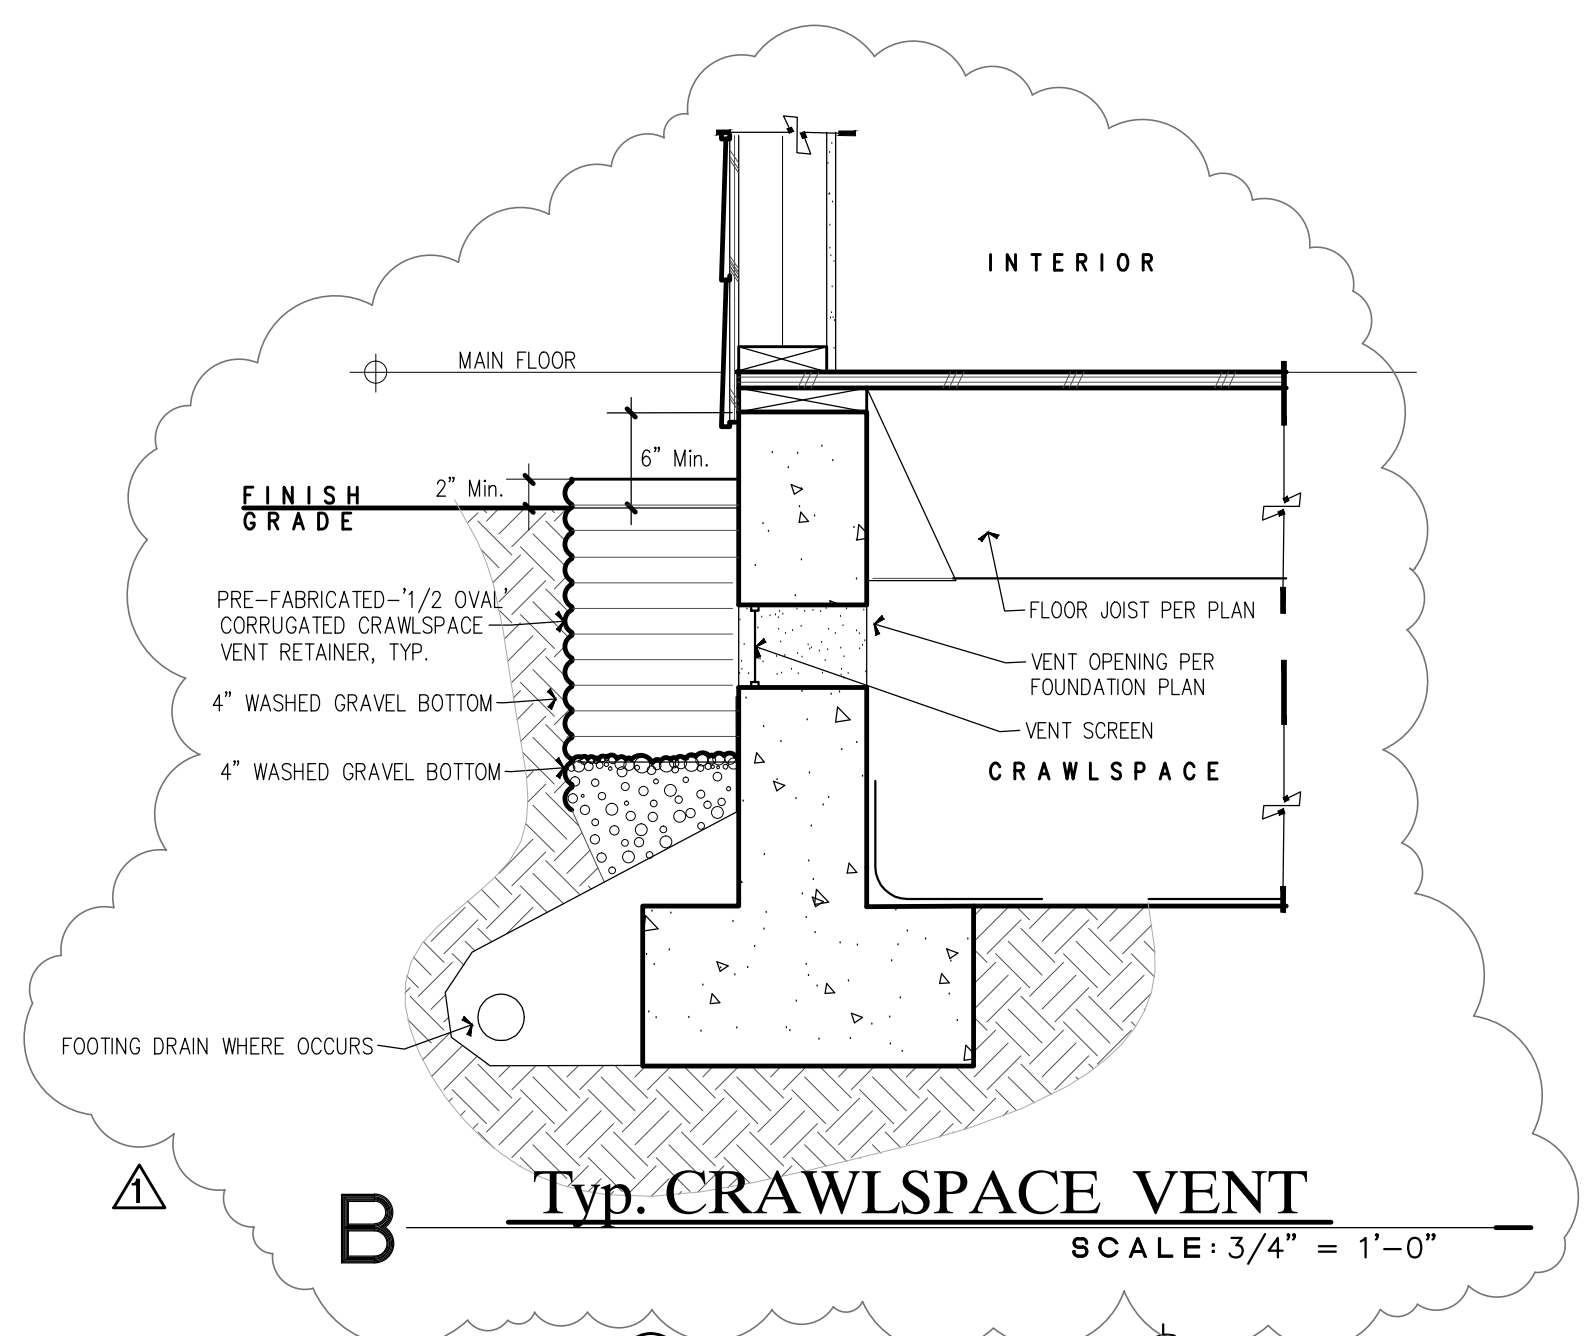 INTERIOR
MAIN FLOOR
6" Min.
2" Min.
FINISH
GRADE
PRE-FABRICATED-'1/2 OVAL'
CORRUGATED CRAWLSPACE
VENT RETAINER, TYP.
FLOOR JOIST PER PLAN
VENT OPENING PER
FOUNDATION PLAN
4" WASHED GRAVEL BOTTOM
VENT SCREEN
4" WASHED GRAVEL BOTTOM
CRAWLSPACE
FOOTING DRAIN WHERE OCCURS
1
B
Typ. CRAWLSPACE VENT
SCALE: 3/4" = 1'-0"